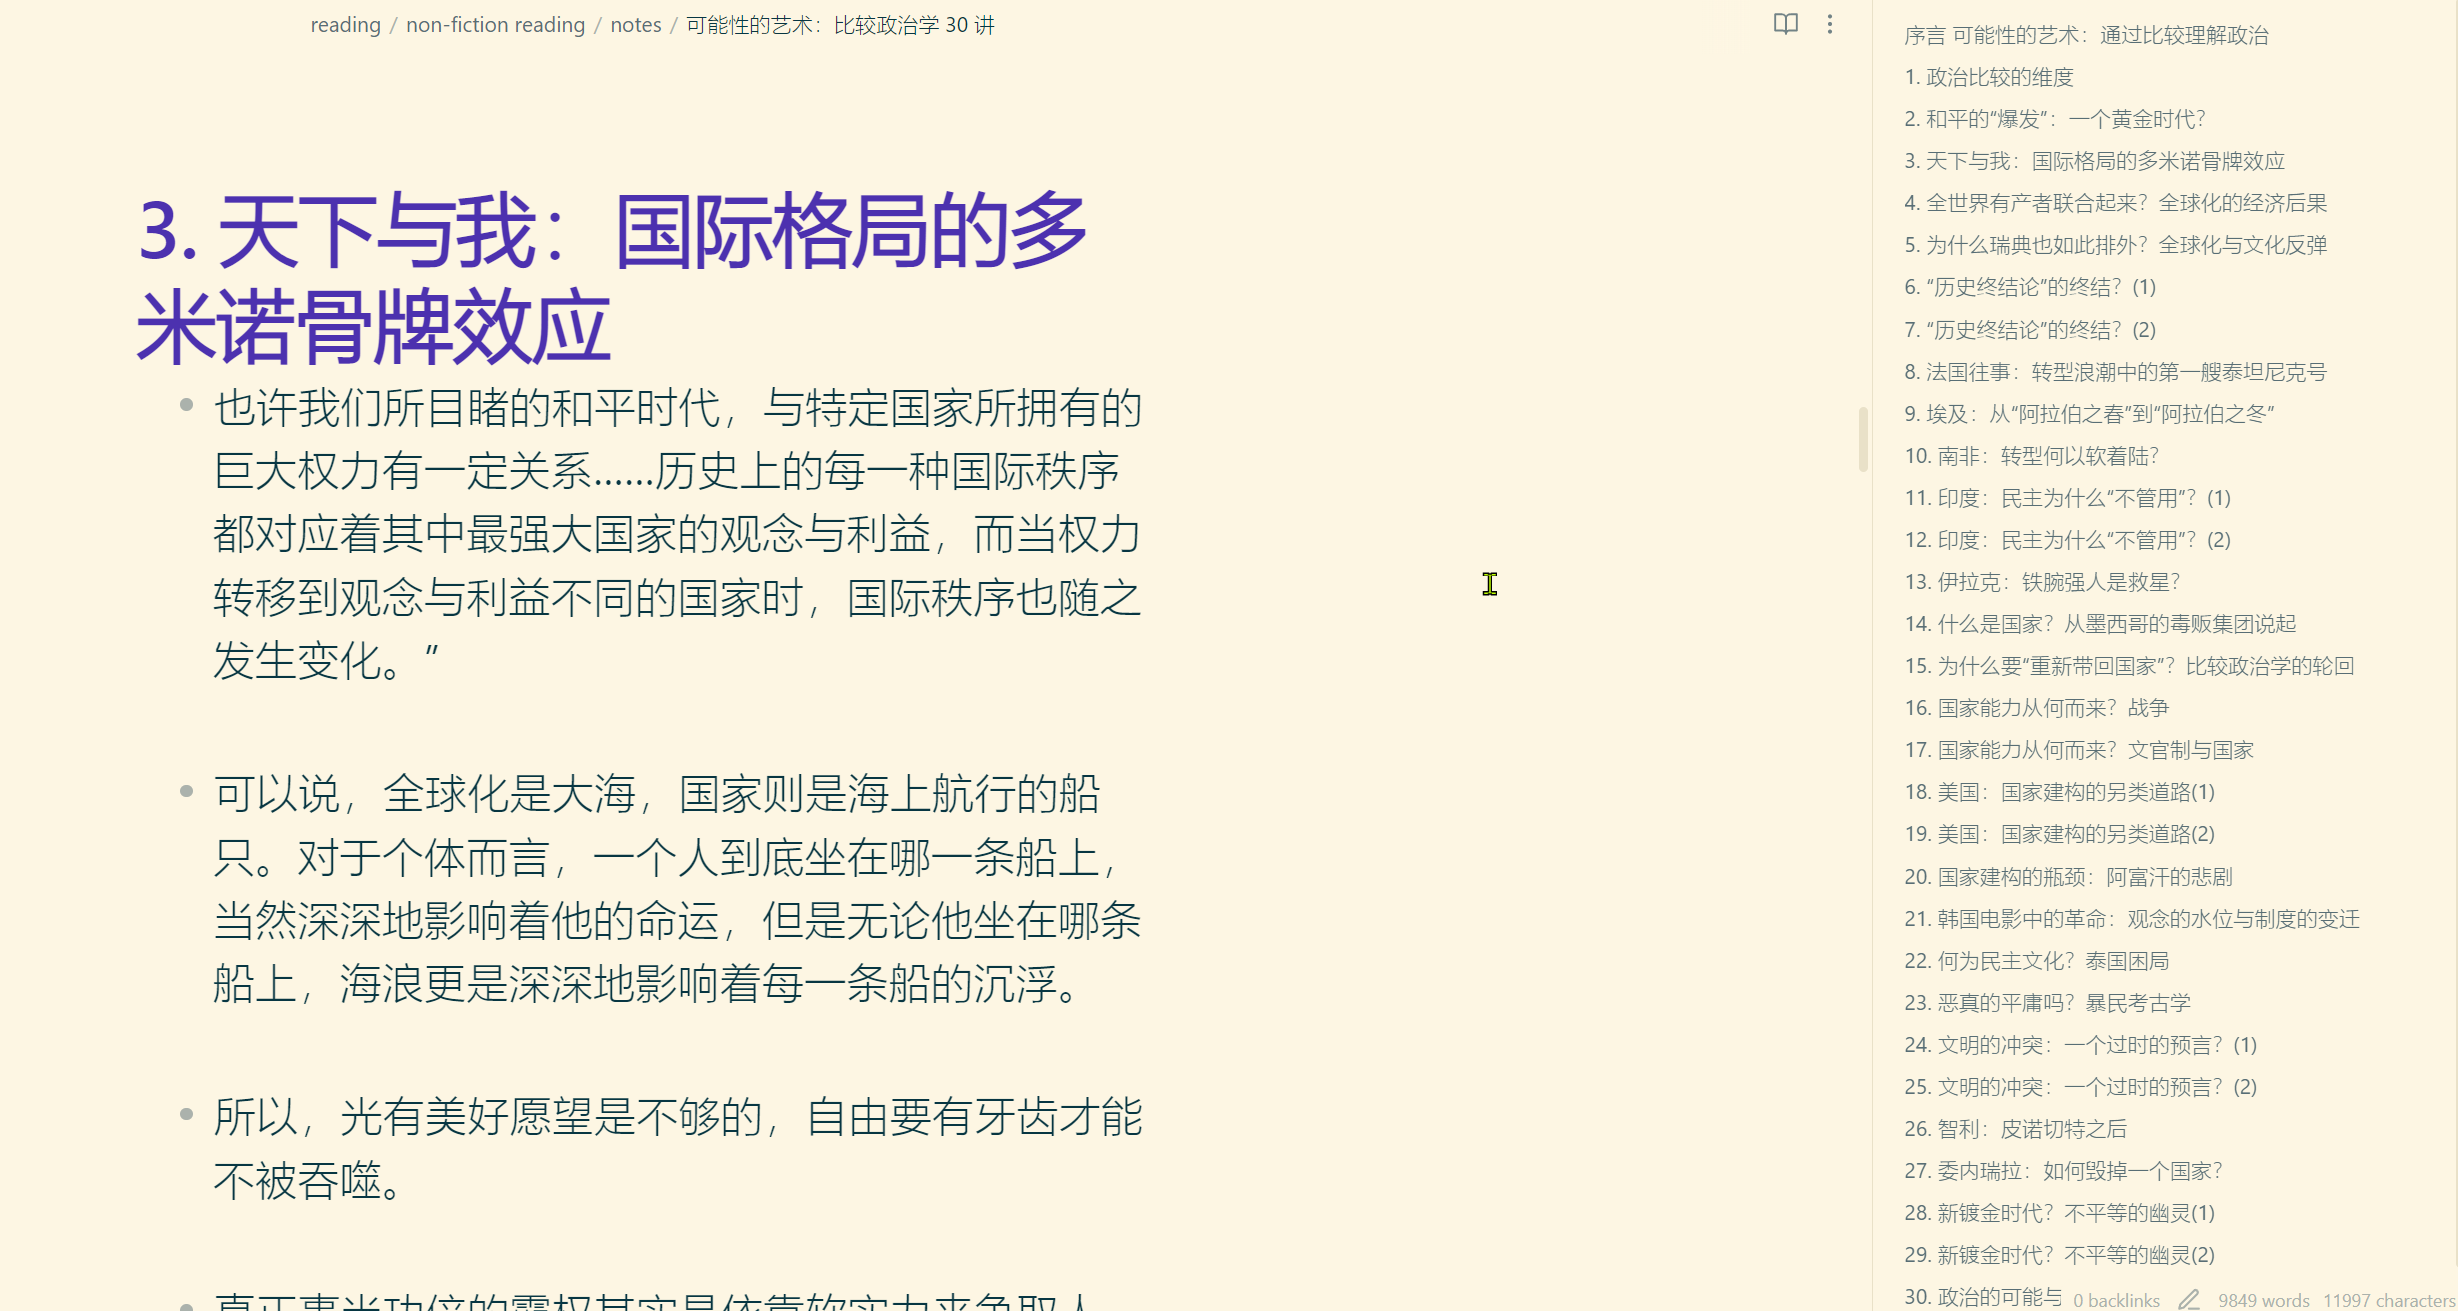 reading / non-fiction reading / notes / 可能性的艺术：比较政治学 30 讲
3. 天下与我：国际格局的多
米诺骨牌效应
也许我们所目睹的和平时代，与特定国家所拥有的
巨大权力有一定关系……历史上的每一种国际秩序
都对应着其中最强大国家的观念与利益，而当权力
转移到观念与利益不同的国家时，国际秩序也随之
发生变化。”
可以说，全球化是大海，国家则是海上航行的船
只。对于个体而言，一个人到底坐在哪一条船上，
当然深深地影响着他的命运，但是无论他坐在哪条
船上，海浪更是深深地影响着每一条船的沉浮。
所以，光有美好愿望是不够的，自由要有牙齿才能
不被吞噬。
真正事半功倍的霸权其实是依靠软实力来争取人
序言 可能性的艺术：通过比较理解政治
1. 政治比较的维度
2. 和平的“爆发”：一个黄金时代？
3. 天下与我：国际格局的多米诺骨牌效应
4. 全世界有产者联合起来？全球化的经济后果
5. 为什么瑞典也如此排外？全球化与文化反弹
6. “历史终结论”的终结？(1)
7. “历史终结论”的终结？(2)
8. 法国往事：转型浪潮中的第一艘泰坦尼克号
9. 埃及：从“阿拉伯之春”到“阿拉伯之冬”
10. 南非：转型何以软着陆？
11. 印度：民主为什么“不管用”？(1)
12. 印度：民主为什么“不管用”？(2)
13. 伊拉克：铁腕强人是救星？
14. 什么是国家？从墨西哥的毒贩集团说起
15. 为什么要“重新带回国家”？比较政治学的轮回
16. 国家能力从何而来？战争
17. 国家能力从何而来？文官制与国家
18. 美国：国家建构的另类道路(1)
19. 美国：国家建构的另类道路(2)
20. 国家建构的瓶颈：阿富汗的悲剧
21. 韩国电影中的革命：观念的水位与制度的变迁
22. 何为民主文化？泰国困局
23. 恶真的平庸吗？暴民考古学
24. 文明的冲突：一个过时的预言？(1)
25. 文明的冲突：一个过时的预言？(2)
26. 智利：皮诺切特之后
27. 委内瑞拉：如何毁掉一个国家？
28. 新镀金时代？不平等的幽灵(1)
29. 新镀金时代？不平等的幽灵(2)
30. 政治的可能与
0 backlinks 9849 words 11997 characters